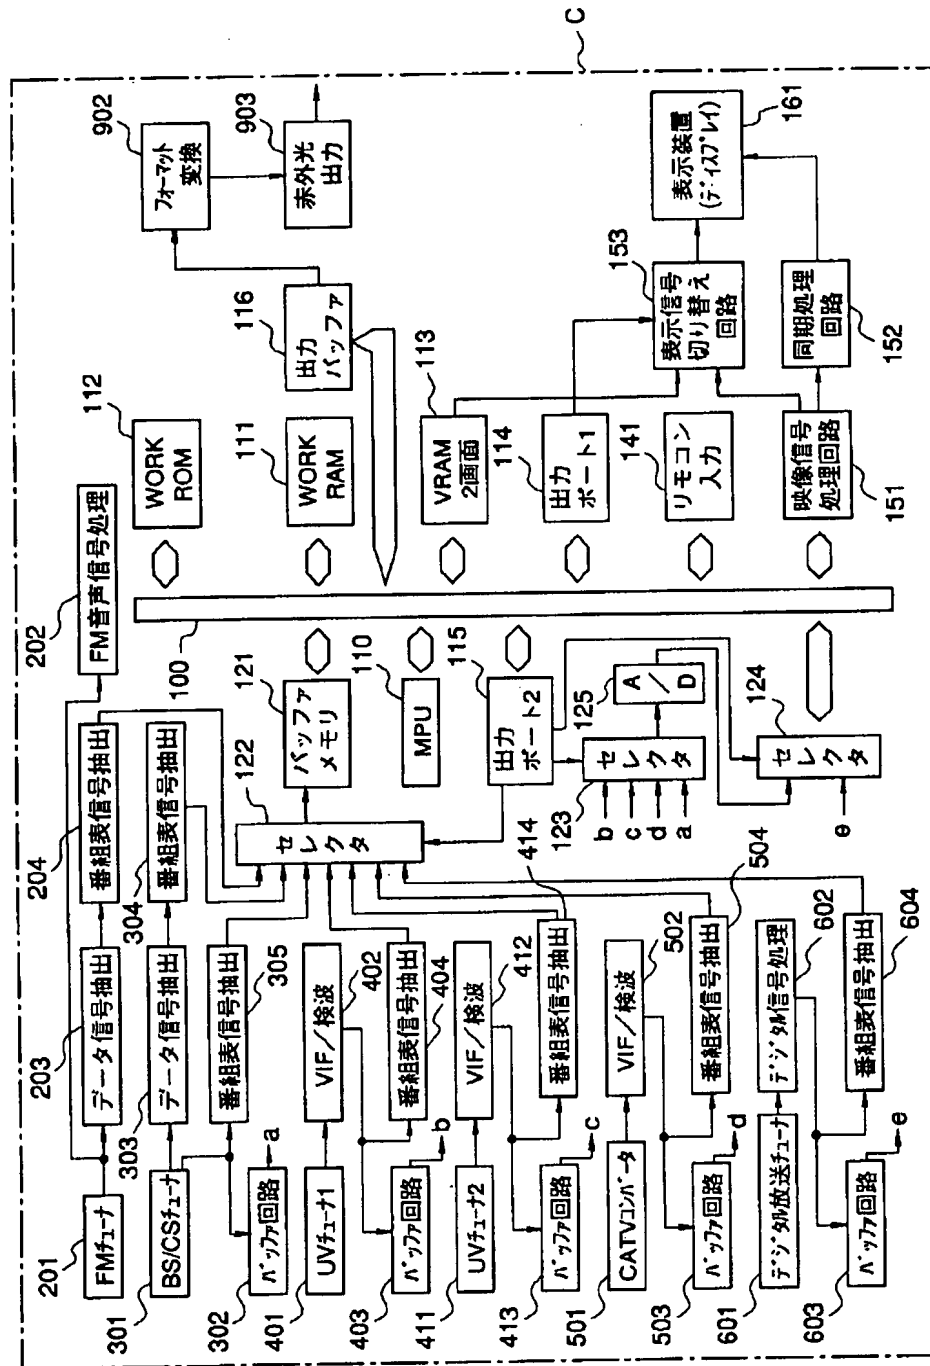 C
201
FMチューナ
203
データ信号抽出
204
番組表信号抽出
202
FM音声信号処理
301
BS/CSチューナ
303
データ信号抽出
304
番組表信号抽出
302
バッファ回路
a
305
番組表信号抽出
401
UVチューナ1
402
VIF/検波
403
バッファ回路
b
404
番組表信号抽出
411
UVチューナ2
412
VIF/検波
413
バッファ回路
c
414
番組表信号抽出
501
CATVコンバータ
502
VIF/検波
503
バッファ回路
d
504
番組表信号抽出
601
デジタル放送チューナ
602
デジタル信号処理
603
バッファ回路
e
604
番組表信号抽出
122
セレクタ
121
バッファ
メモリ
110
MPU
115
出力
ポート2
123
セレクタ
b
c
d
a
125
A/D
124
セレクタ
e
100
112
WORK
ROM
111
WORK
RAM
116
出力
バッファ
902
フォーマット
変換
903
赤外光
出力
113
VRAM
2画面
114
出力
ポート1
141
リモコン
入力
151
映像信号
処理回路
153
表示信号
切り替え
回路
152
同期処理
回路
161
表示装置
(ディスプレイ)